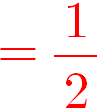 = 1/2